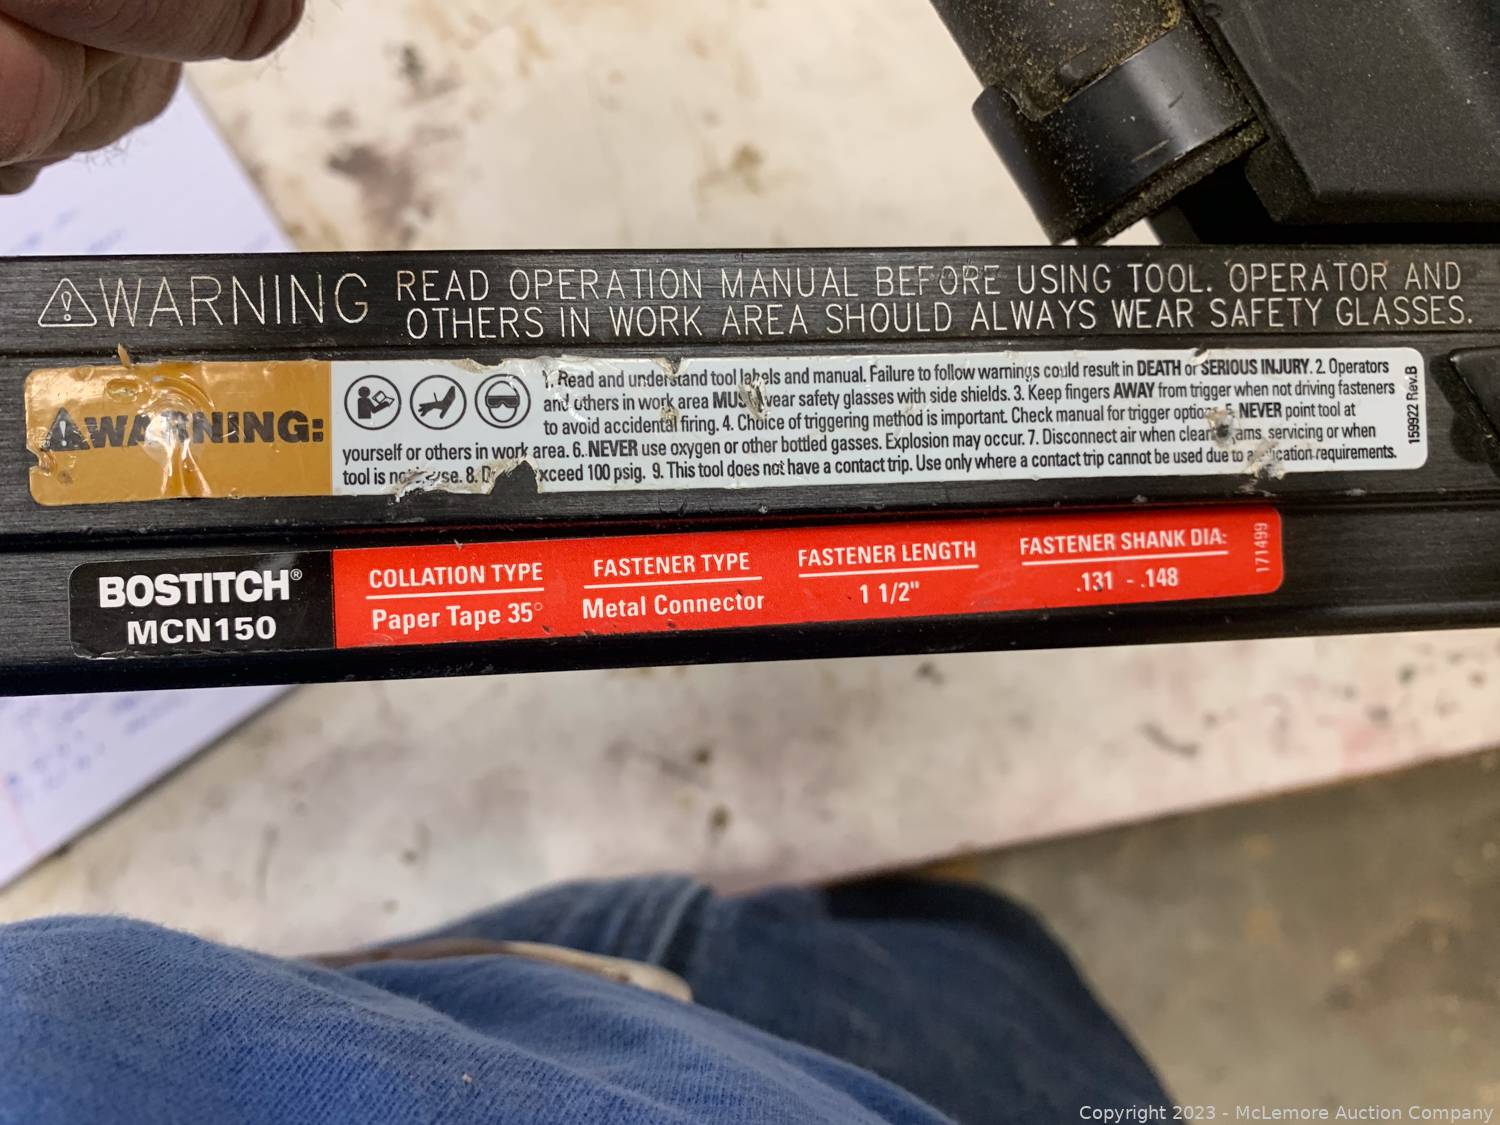 WARNING READ OPERATION MANUAL BEFORE USING TOOL. OPERATOR AND
OTHERS IN WORK AREA SHOULD ALWAYS WEAR SAFETY GLASSES.
WARNING:
1. Read and understand tool labels and manual. Failure to follow warnings could result in DEATH or SERIOUS INJURY. 2. Operators
and others in work area MUST wear safety glasses with side shields. 3. Keep fingers AWAY from trigger when not driving fasteners
to avoid accidental firing. 4. Choice of triggering method is important. Check manual for trigger options. 5. NEVER point tool at
yourself or others in work area. 6. NEVER use oxygen or other bottled gasses. Explosion may occur. 7. Disconnect air when jams, servicing or when
tool is 8. exceed 100 psig. 9. This tool does not have a contact trip. Use only where a contact trip cannot be used due to application requirements.
159922 Rev.B
BOSTITCH®
MCN150
COLLATION TYPE
Paper Tape 35°
FASTENER TYPE
Metal Connector
FASTENER LENGTH
1 1/2"
FASTENER SHANK DIA:
.131 - .148
171499
Copyright 2023 - McLemore Auction Company